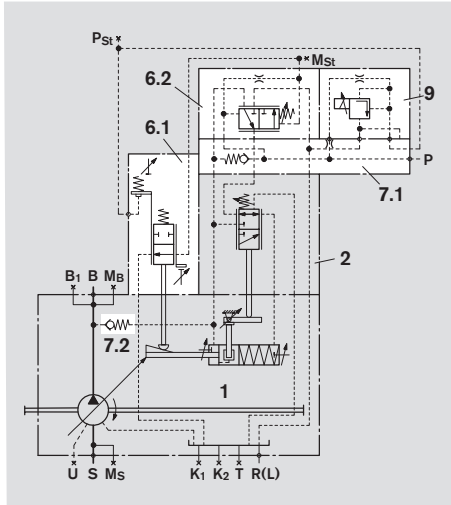 PSt
MSt
6.2
9
6.1
P
7.1
2
B1 B MB
7.2
1
U S MS
K1 K2 T R(L)